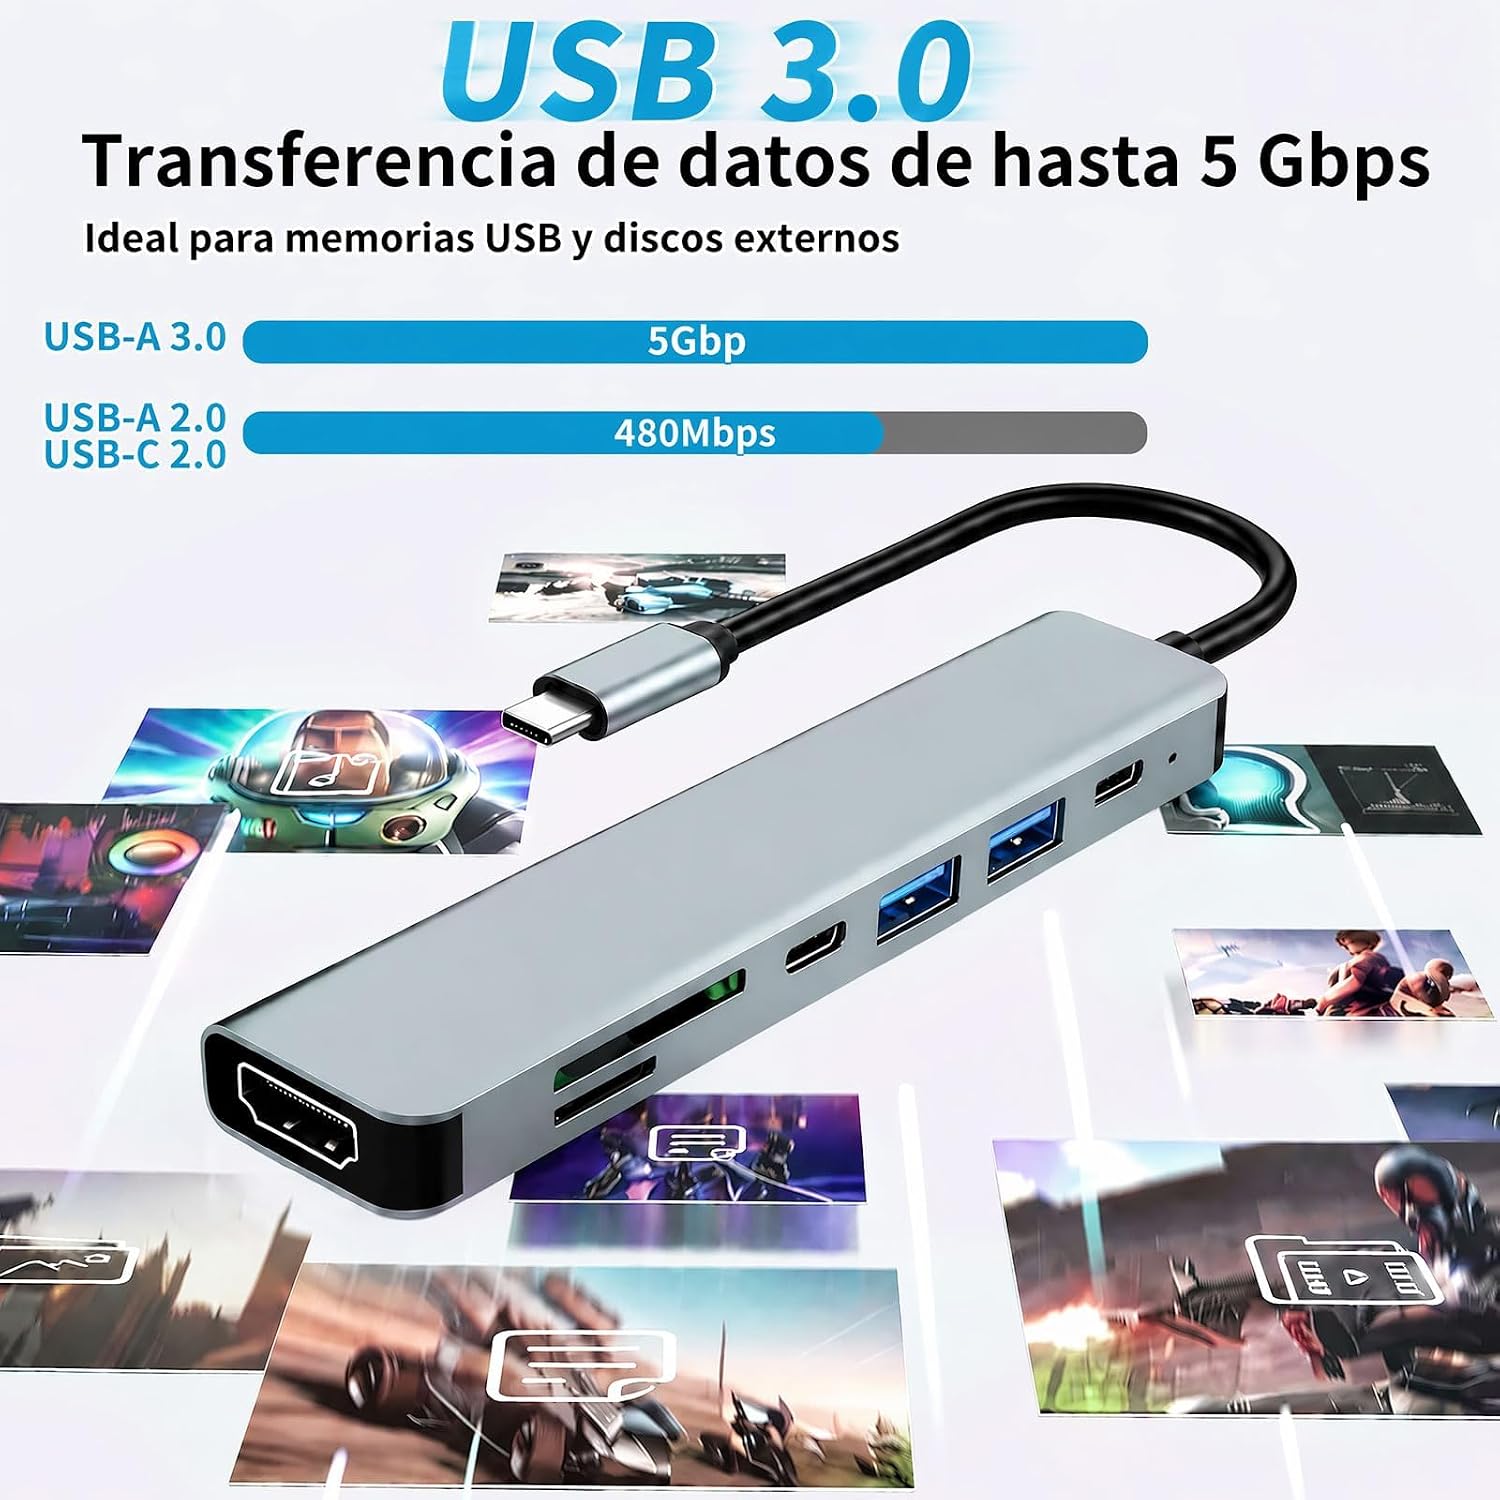 USB 3.0
Transferencia de datos de hasta 5 Gbps
Ideal para memorias USB y discos externos
USB-A 3.0
5Gbp
USB-A 2.0
USB-C 2.0
480Mbps